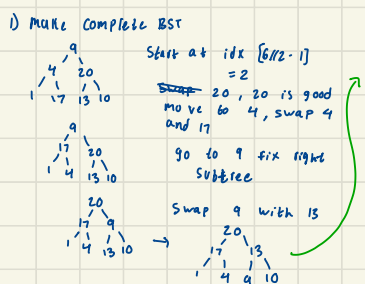 1) Make Complete BST
9
4 20
1 17 13 10
Start at idx [6//2-1]
= 2
swap 20, 20 is good
move to 4, swap 4
and 17
9
17 20
1 4 13 10
go to 9 fix right
subtree
20
17 9
1 4 13 10
Swap 9 with 13
20
17 13
1 4 9 10